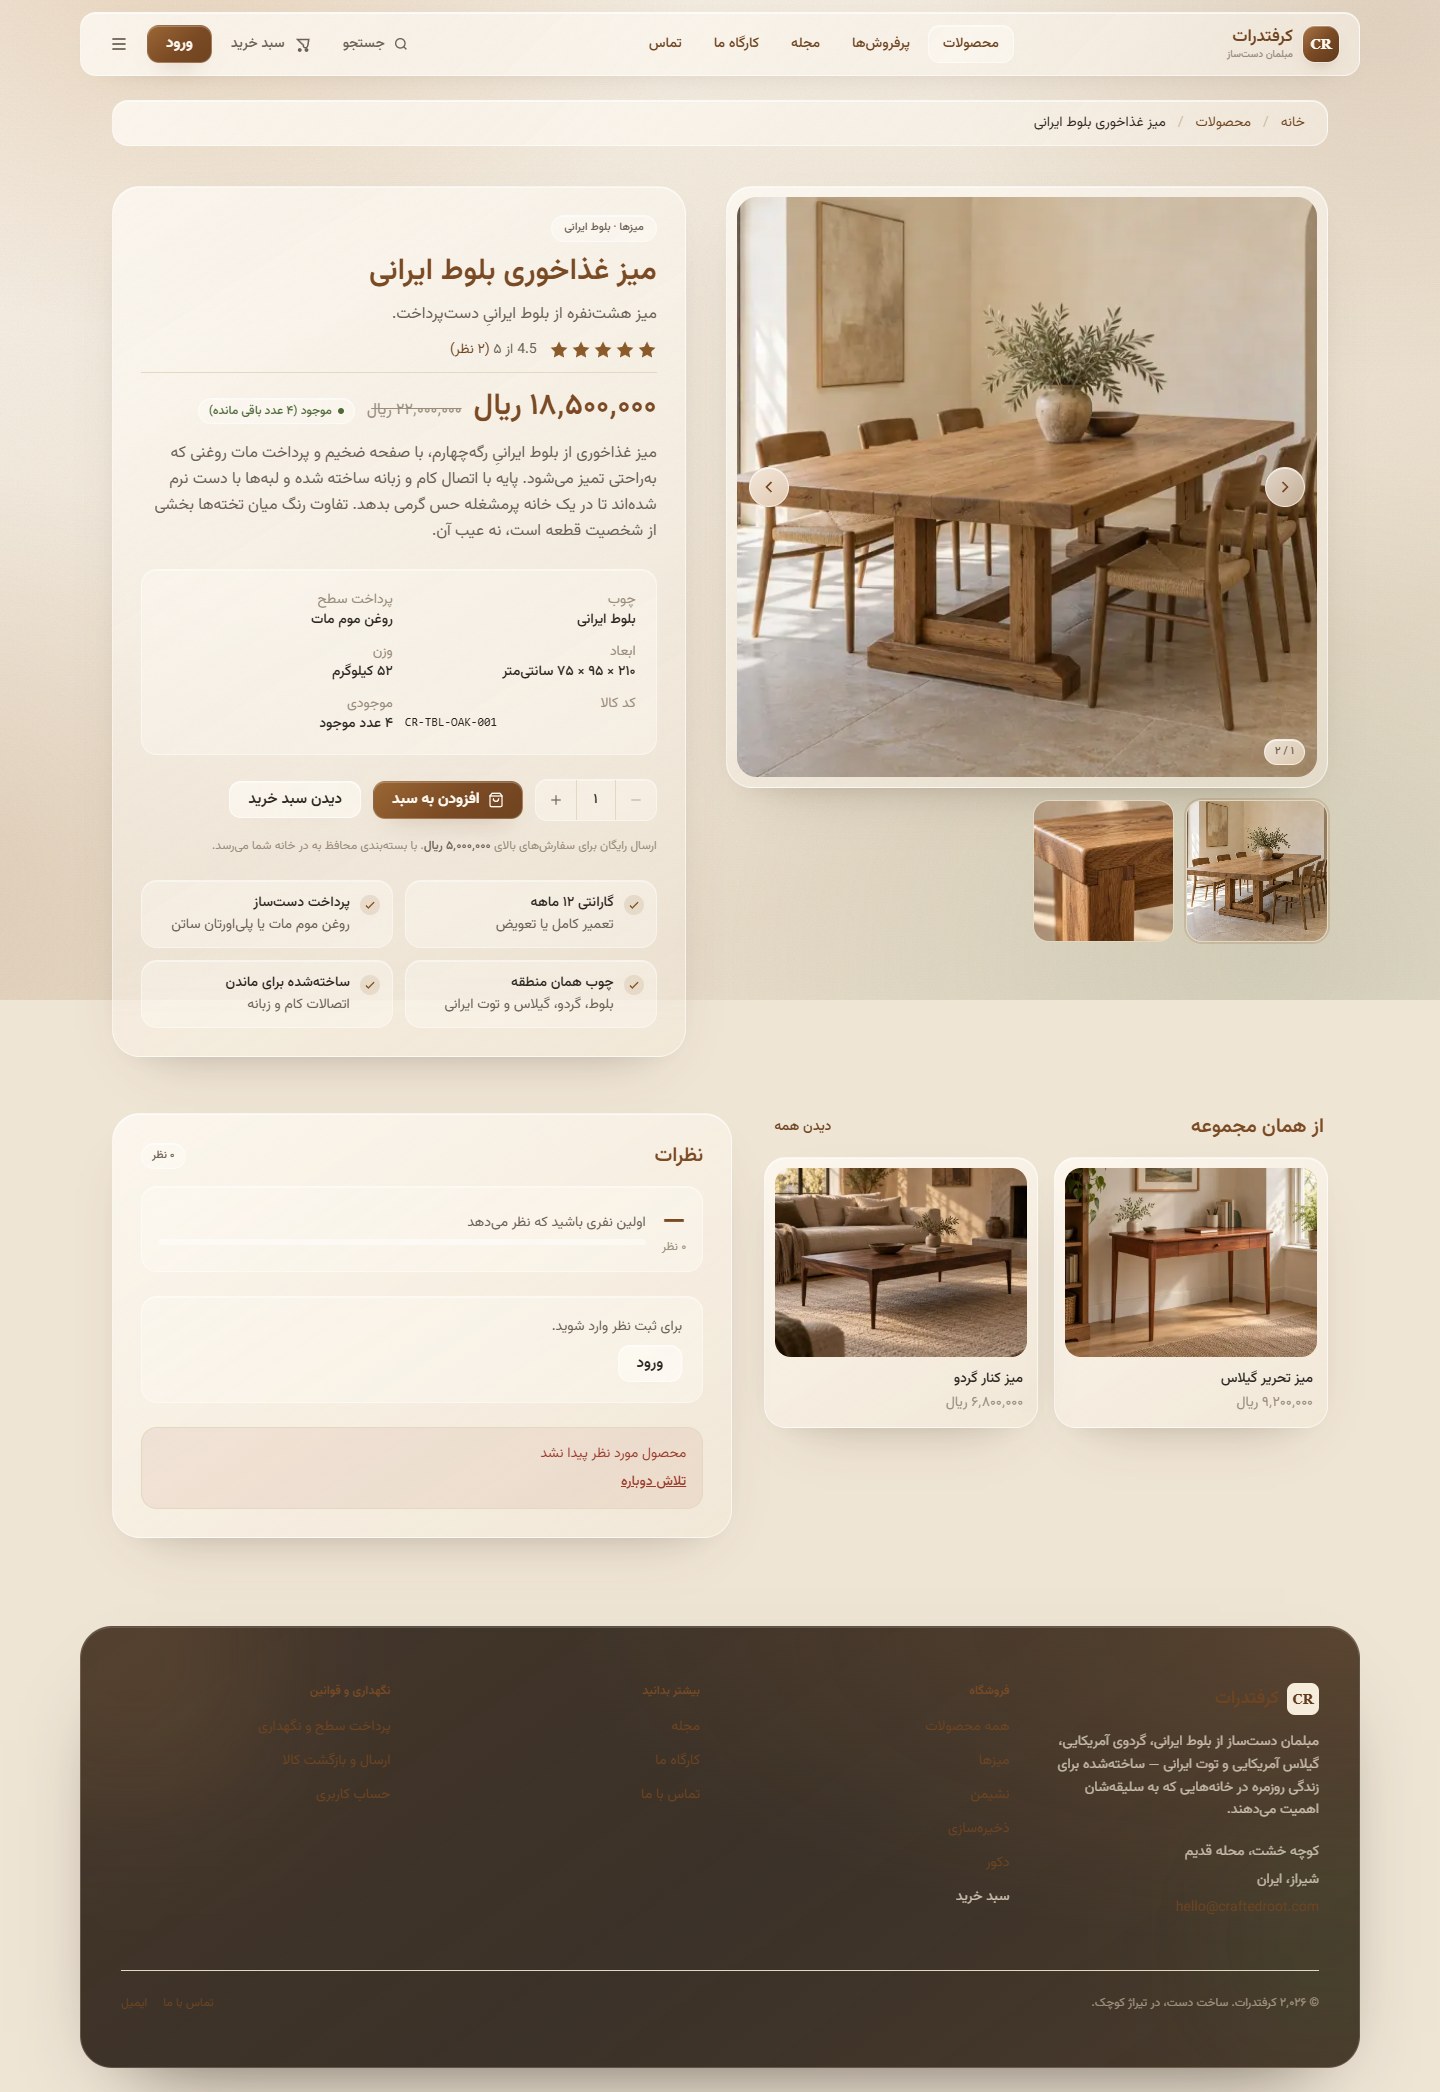 CR
کرفتدرات
مبلمان دست‌ساز
محصولات
پرفروش‌ها
مجله
کارگاه ما
تماس
جستجو
سبد خرید
ورود
خانه / محصولات / میز غذاخوری بلوط ایرانی
۱ / ۲
میزها · بلوط ایرانی
میز غذاخوری بلوط ایرانی
میز هشت‌نفره از بلوط ایرانیِ دست‌پرداخت.
4.5 از ۵ (۲ نظر)
۱۸,۵۰۰,۰۰۰ ریال
۲۲,۰۰۰,۰۰۰ ریال
موجود (۴ عدد باقی مانده)
میز غذاخوری از بلوط ایرانیِ رگه‌چهارم، با صفحه ضخیم و پرداخت مات روغنی که
به‌راحتی تمیز می‌شود. پایه با اتصال کام و زبانه ساخته شده و لبه‌ها با دست نرم
شده‌اند تا در یک خانه پرمشغله حس گرمی بدهد. تفاوت رنگ میان تخته‌ها بخشی
از شخصیت قطعه است، نه عیب آن.
چوب
بلوط ایرانی
پرداخت سطح
روغن موم مات
ابعاد
۲۱۰ × ۹۵ × ۷۵ سانتی‌متر
وزن
۵۲ کیلوگرم
کد کالا
CR-TBL-OAK-001
موجودی
۴ عدد موجود
− ۱ +
افزودن به سبد
دیدن سبد خرید
ارسال رایگان برای سفارش‌های بالای ۵,۰۰۰,۰۰۰ ریال. با بسته‌بندی محافظ به در خانه شما می‌رسد.
گارانتی ۱۲ ماهه
تعمیر کامل یا تعویض
پرداخت دست‌ساز
روغن موم مات یا پلی‌اورتان ساتن
چوب همان منطقه
بلوط، گردو، گیلاس و توت ایرانی
ساخته‌شده برای ماندن
اتصالات کام و زبانه
از همان مجموعه
دیدن همه
میز تحریر گیلاس
۹,۲۰۰,۰۰۰ ریال
میز کنار گردو
۶,۸۰۰,۰۰۰ ریال
نظرات
۰ نظر
—
۰ نظر
اولین نفری باشید که نظر می‌دهد
برای ثبت نظر وارد شوید.
ورود
محصول مورد نظر پیدا نشد
تلاش دوباره
CR
کرفتدرات
مبلمان دست‌ساز از بلوط ایرانی، گردوی آمریکایی،
گیلاس آمریکایی و توت ایرانی — ساخته‌شده برای
زندگی روزمره در خانه‌هایی که به سلیقه‌شان
اهمیت می‌دهند.
کوچه خشت، محله قدیم
شیراز، ایران
hello@craftedroot.com
فروشگاه
همه محصولات
میزها
نشیمن
ذخیره‌سازی
دکور
سبد خرید
بیشتر بدانید
مجله
کارگاه ما
تماس با ما
نگهداری و قوانین
پرداخت سطح و نگهداری
ارسال و بازگشت کالا
حساب کاربری
© ۲,۰۲۶ کرفتدرات. ساخت دست، در تیراژ کوچک.
تماس با ما
ایمیل